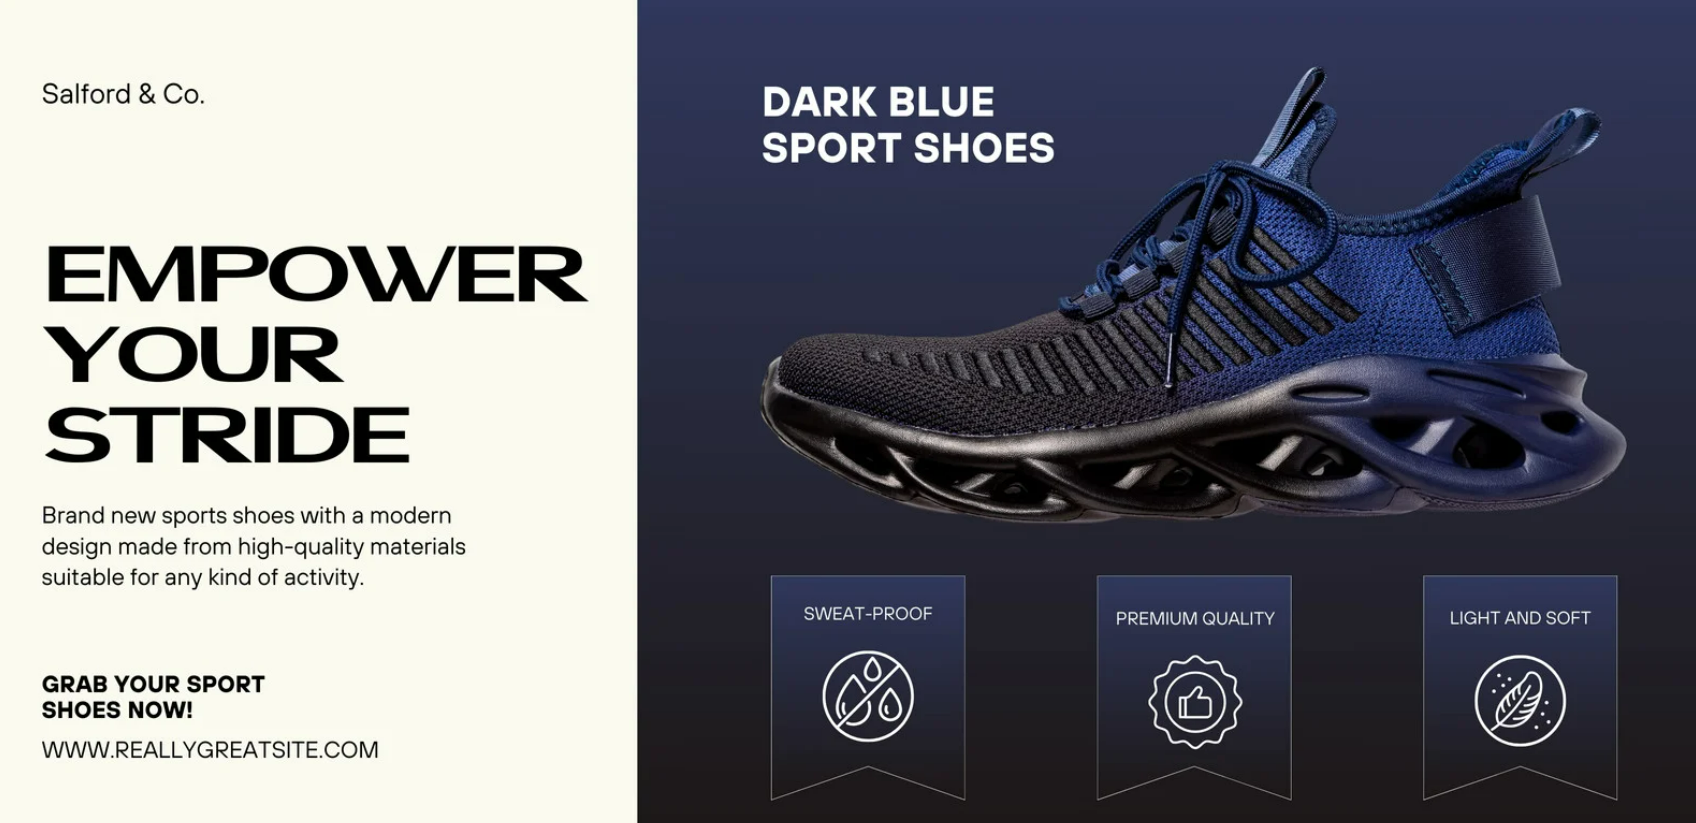 Salford & Co.
EMPOWER
YOUR
STRIDE
Brand new sports shoes with a modern
design made from high-quality materials
suitable for any kind of activity.
GRAB YOUR SPORT
SHOES NOW!
WWW.REALLYGREATSITE.COM
DARK BLUE
SPORT SHOES
SWEAT-PROOF
PREMIUM QUALITY
LIGHT AND SOFT